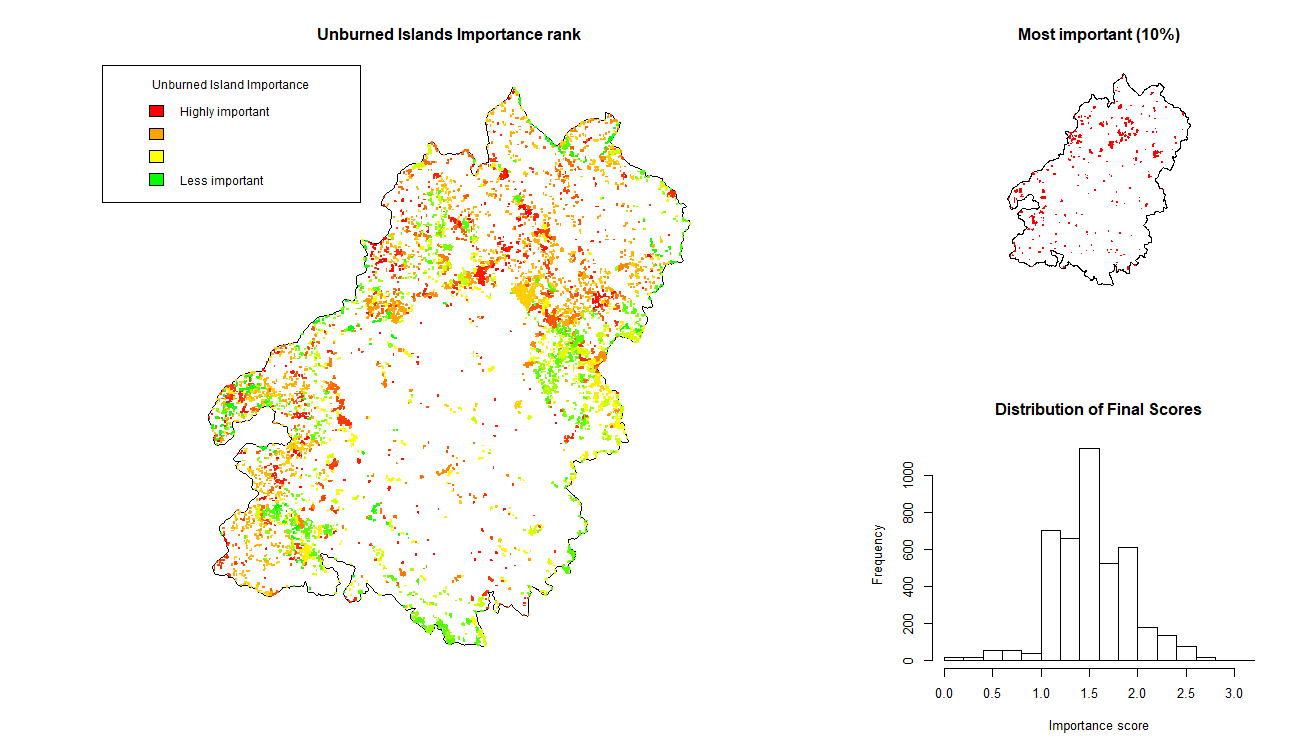 Unburned Islands Importance rank
Unburned Island Importance
Highly important
Less important
Most important (10%)
Distribution of Final Scores
Frequency
1000
800
600
400
200
0
0.0 0.5 1.0 1.5 2.0 2.5 3.0
Importance score